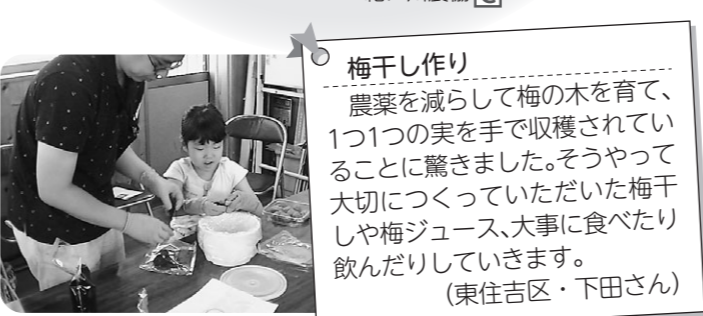 梅干し作り
農薬を減らして梅の木を育て、
1つ1つの実を手で収穫されてい
ることに驚きました。そうやって
大切につくっていただいた梅干
しや梅ジュース、大事に食べたり
飲んだりしていきます。
(東住吉区・下田さん)